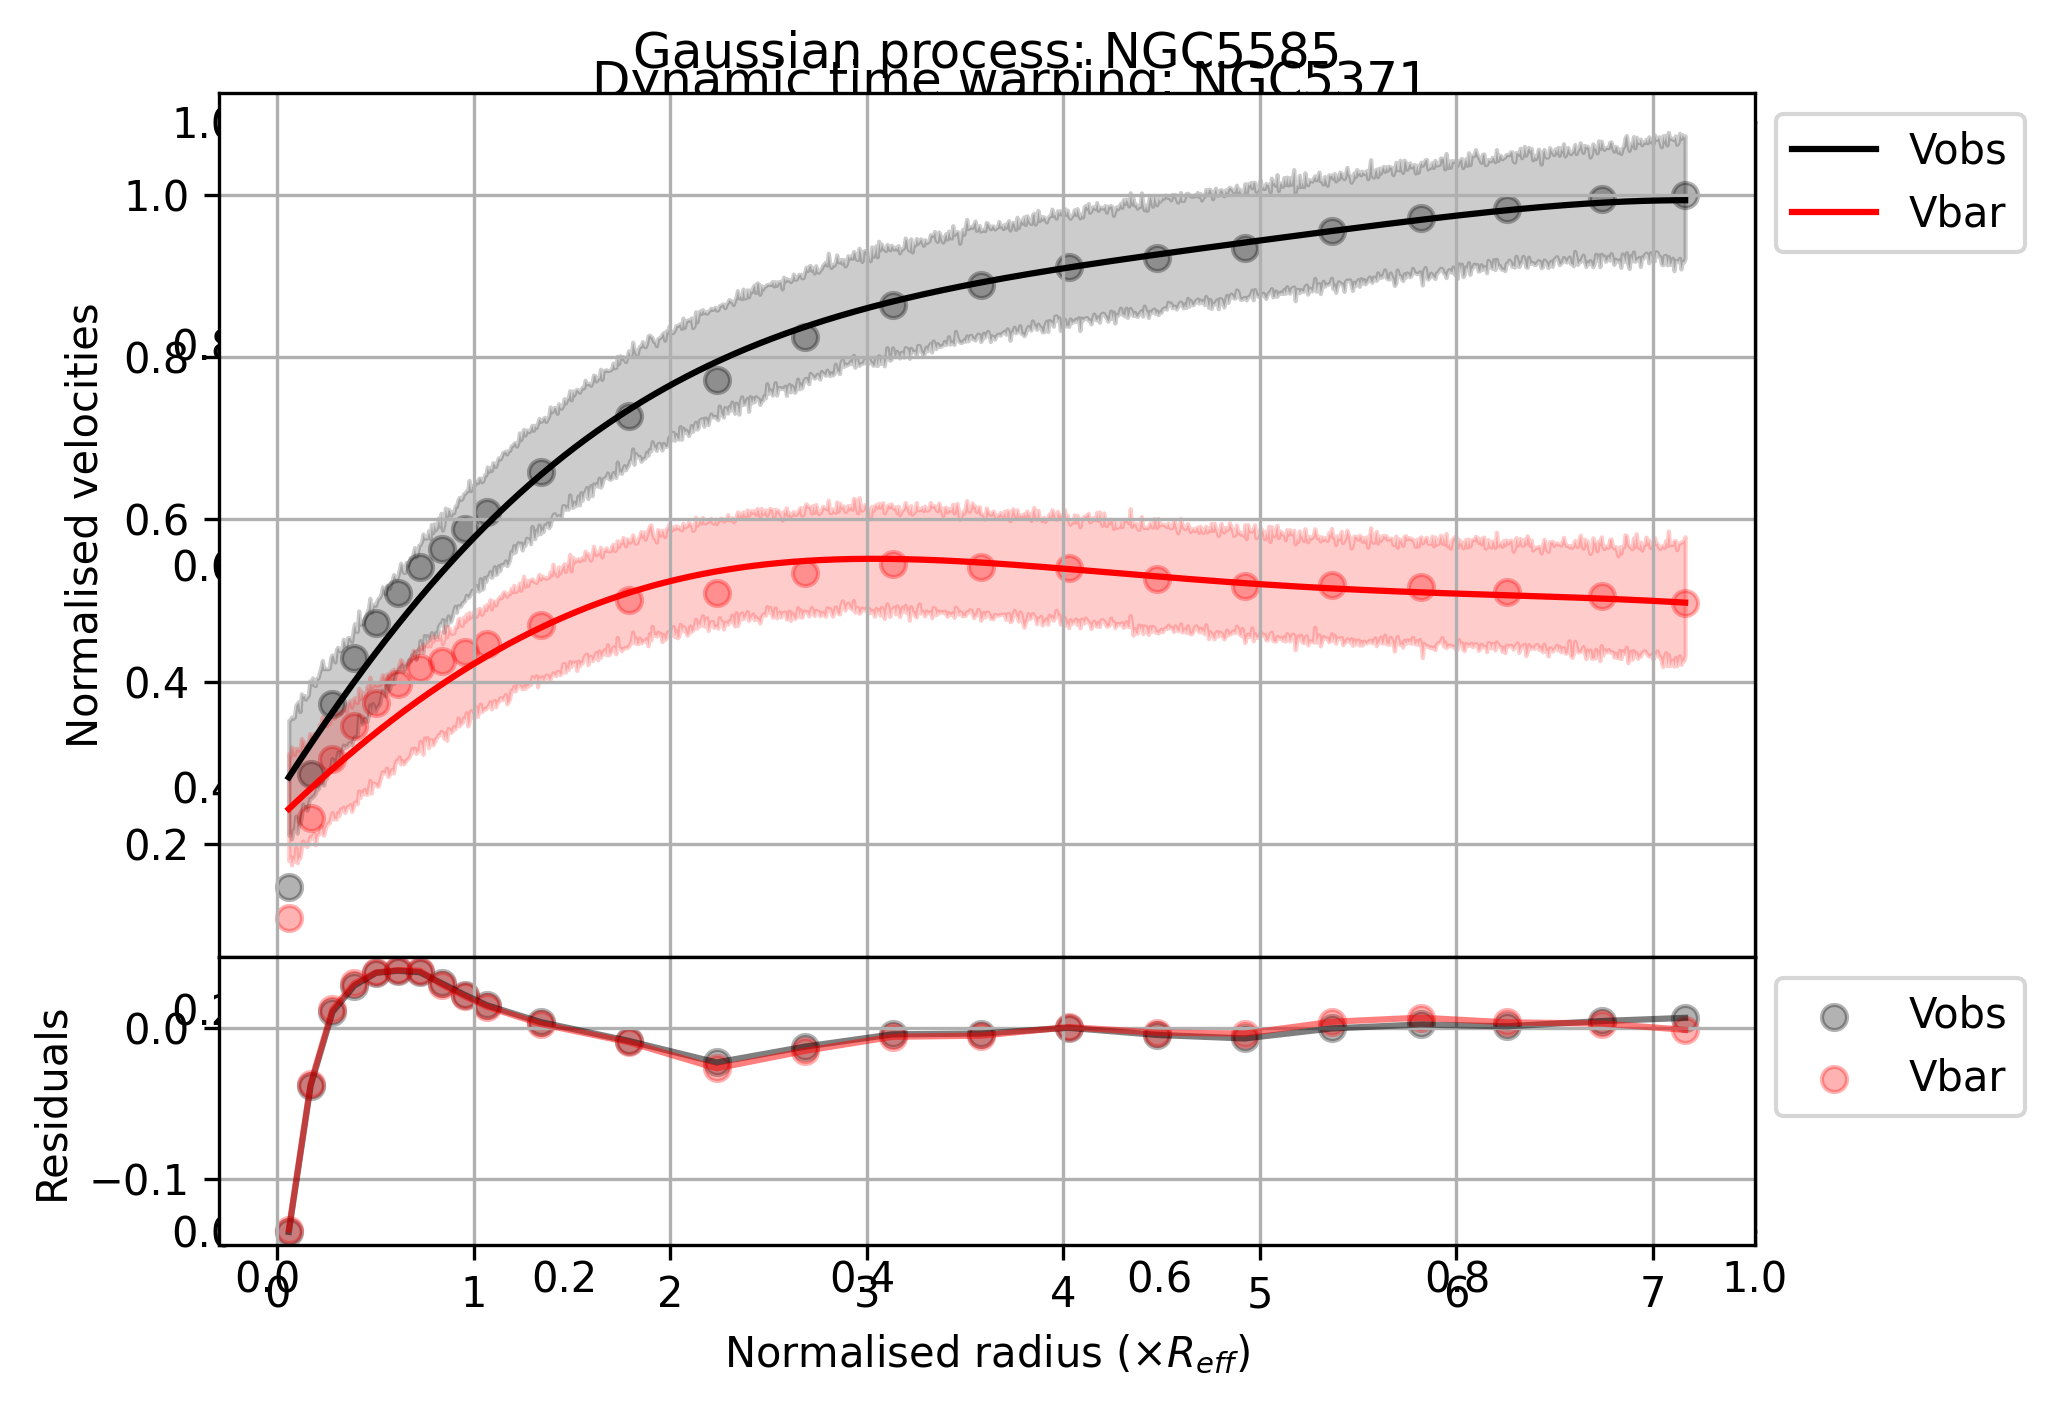 Gaussian process: NGC5585
Dynamic time warping: NGC5371
Normalised velocities
1.0
0.8
0.6
0.4
0.2
Vobs
Vbar
Residuals
0.0
−0.1
Vobs
Vbar
0.0 0.2 0.4 0.6 0.8 1.0
0 1 2 3 4 5 6 7
Normalised radius (×R_eff)